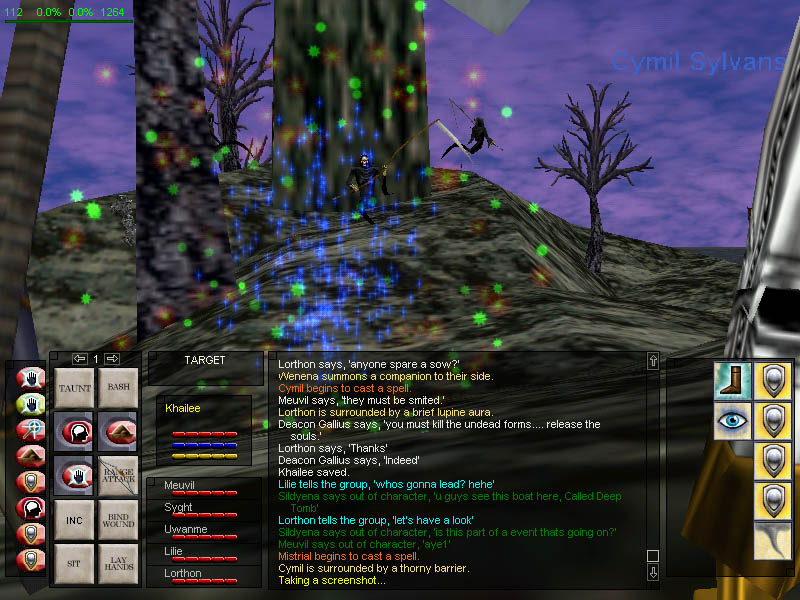 112 0.0% 0.0% 1264
Cymil Sylvans
1
TAUNT
BASH
RANGE
ATTACK
INC
BIND
WOUND
SIT
LAY
HANDS
TARGET
Khailee
Meuvil
Syght
Uwanme
Lilie
Lorthon
Lorthon says, 'anyone spare a sow?'
Wenena summons a companion to their side.
Cymil begins to cast a spell.
Meuvil says, 'they must be smited.'
Lorthon is surrounded by a brief lupine aura.
Deacon Gallius says, 'you must kill the undead forms.... release the
souls.'
Lorthon says, 'Thanks'
Deacon Gallius says, 'Indeed'
Khailee saved.
Lilie tells the group, 'whos gonna lead? hehe'
Sildyena says out of character, 'u guys see this boat here, Called Deep
Tomb'
Lorthon tells the group, 'let's have a look'
Sildyena says out of character, 'is this part of a event thats going on?'
Meuvil says out of character, 'aye1'
Mistrial begins to cast a spell.
Cymil is surrounded by a thorny barrier.
Taking a screenshot...